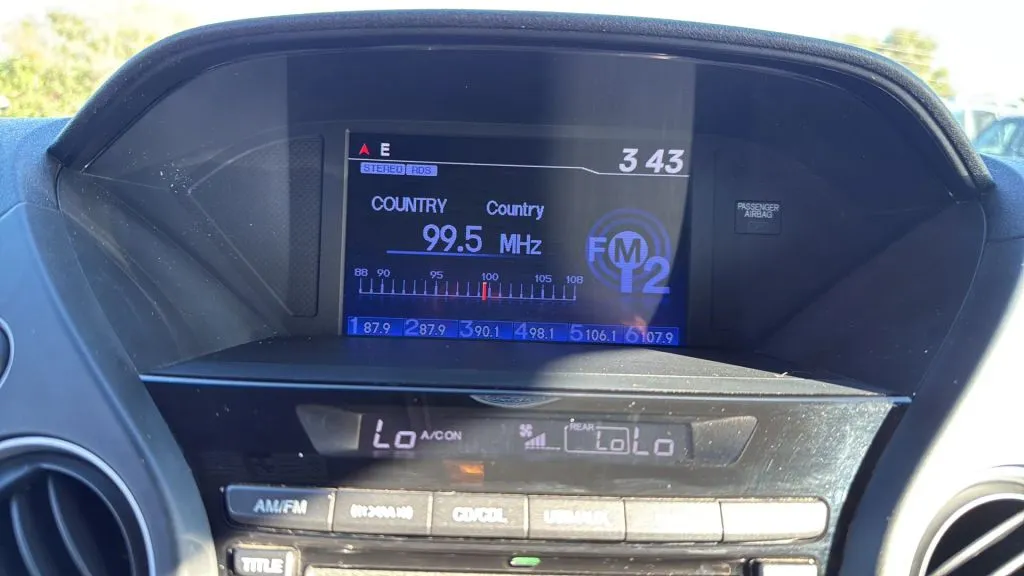 E 3 43
STEREO RDS
COUNTRY Country
99.5 MHz
FM
2
88 90 95 100 105 108
1 87.9 2 87.9 3 90.1 4 98.1 5 106.1 6 107.9
PASSENGER
AIRBAG
Lo A/CON REAR Lo Lo
AM/FM CD/CDL
TITLE